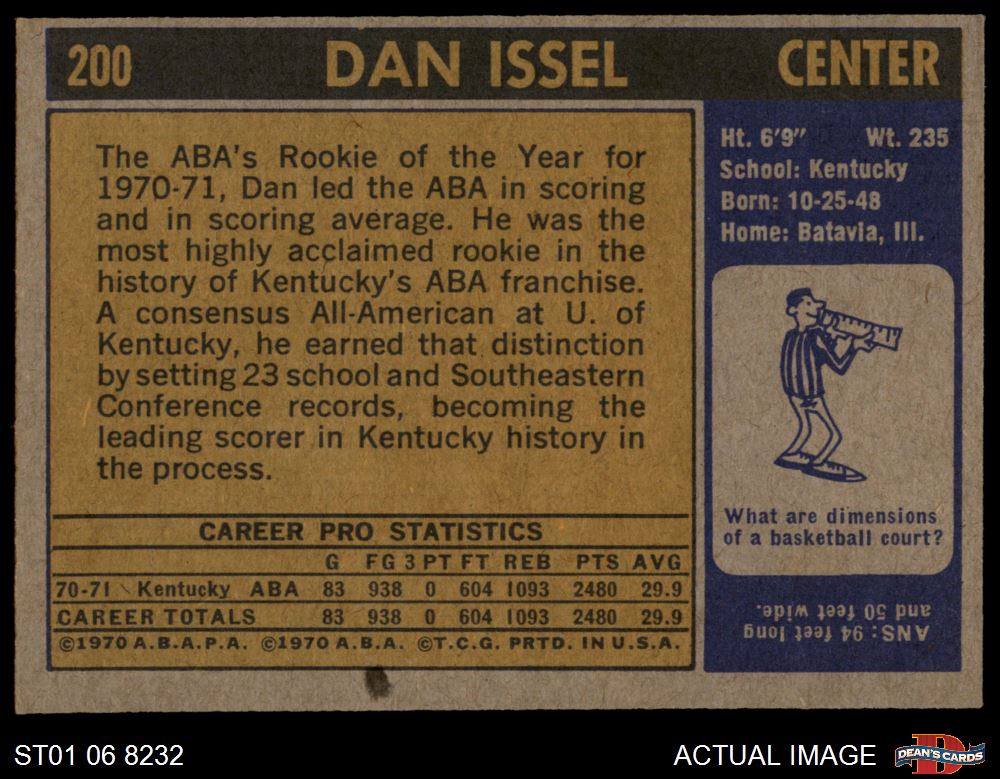 200 DAN ISSEL CENTER
The ABA's Rookie of the Year for
1970-71, Dan led the ABA in scoring
and in scoring average. He was the
most highly acclaimed rookie in the
history of Kentucky's ABA franchise.
A consensus All-American at U. of
Kentucky, he earned that distinction
by setting 23 school and Southeastern
Conference records, becoming the
leading scorer in Kentucky history in
the process.
Ht. 6'9" Wt. 235
School: Kentucky
Born: 10-25-48
Home: Batavia, Ill.
What are dimensions
of a basketball court?
ANS: 94 feet long
and 50 feet wide.
CAREER PRO STATISTICS
G FG 3 PT FT REB PTS AVG
70-71 Kentucky ABA 83 938 0 604 1093 2480 29.9
CAREER TOTALS 83 938 0 604 1093 2480 29.9
©1970 A.B.A.P.A. ©1970 A.B.A. ©T.C.G. PRTD. IN U.S.A.
ST01 06 8232
ACTUAL IMAGE
D
DEAN'S CARDS